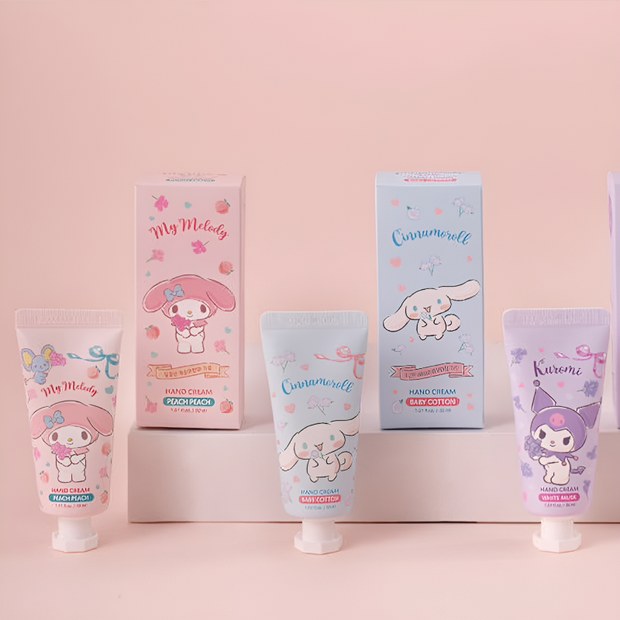 My Melody
HAND CREAM
PEACH PEACH
Cinnamoroll
HAND CREAM
BABY COTTON
My Melody
HAND CREAM
PEACH PEACH
Cinnamoroll
HAND CREAM
BABY COTTON
Kuromi
HAND CREAM
WHITE MUSK